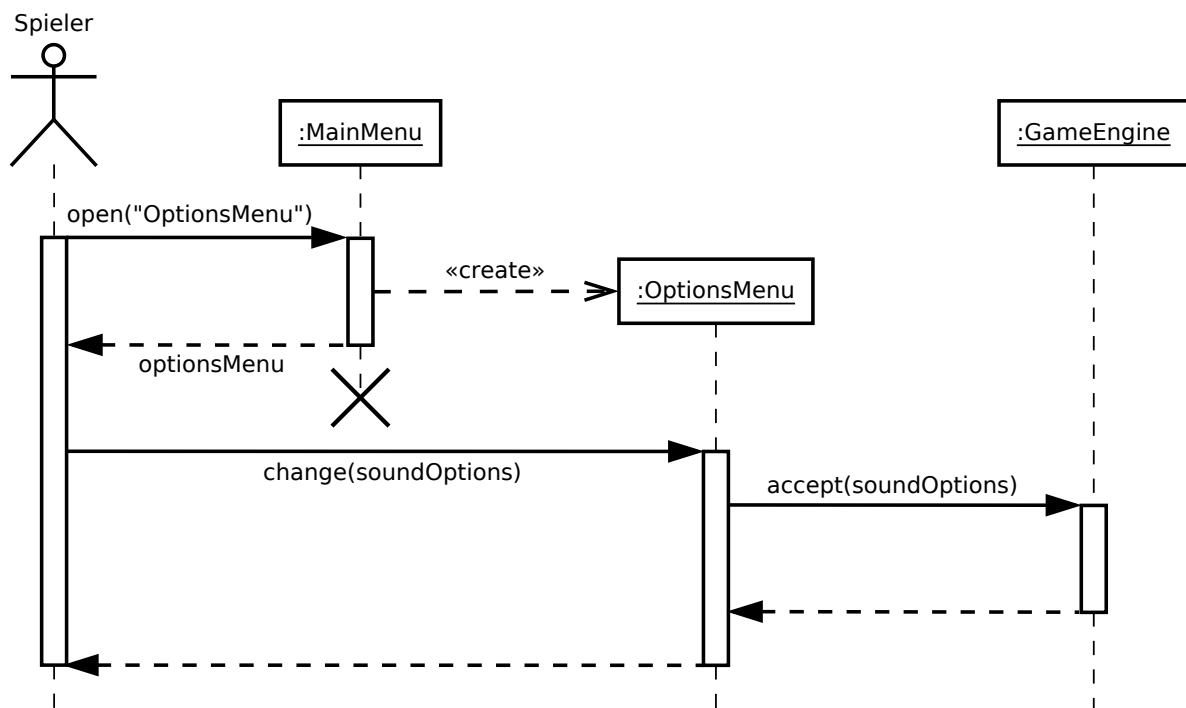 Spieler
:MainMenu
:GameEngine
open("OptionsMenu")
«create»
:OptionsMenu
optionsMenu
change(soundOptions)
accept(soundOptions)